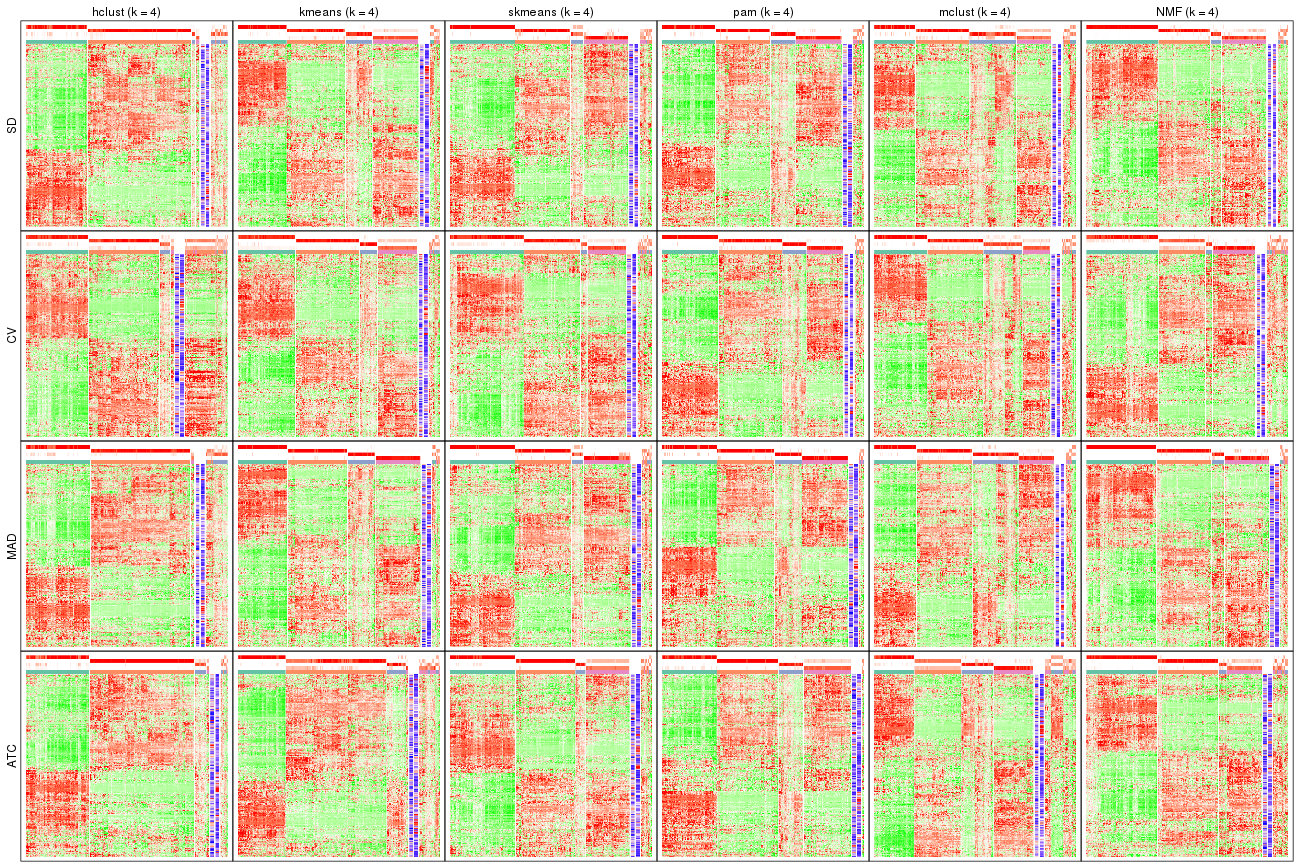 hclust (k = 4) kmeans (k = 4) skmeans (k = 4) pam (k = 4) mclust (k = 4) NMF (k = 4)
SD
CV
MAD
ATC